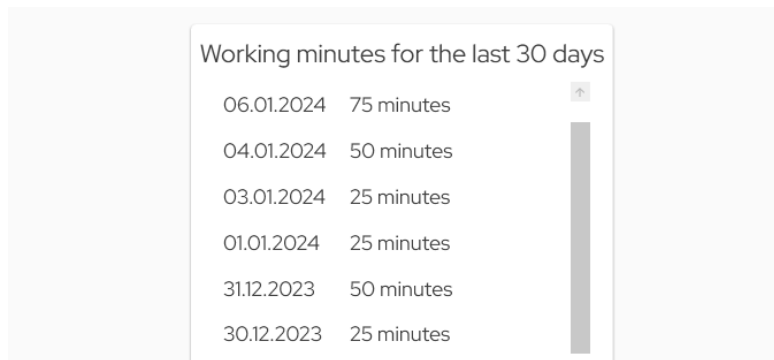 Working minutes for the last 30 days
06.01.2024 75 minutes
04.01.2024 50 minutes
03.01.2024 25 minutes
01.01.2024 25 minutes
31.12.2023 50 minutes
30.12.2023 25 minutes